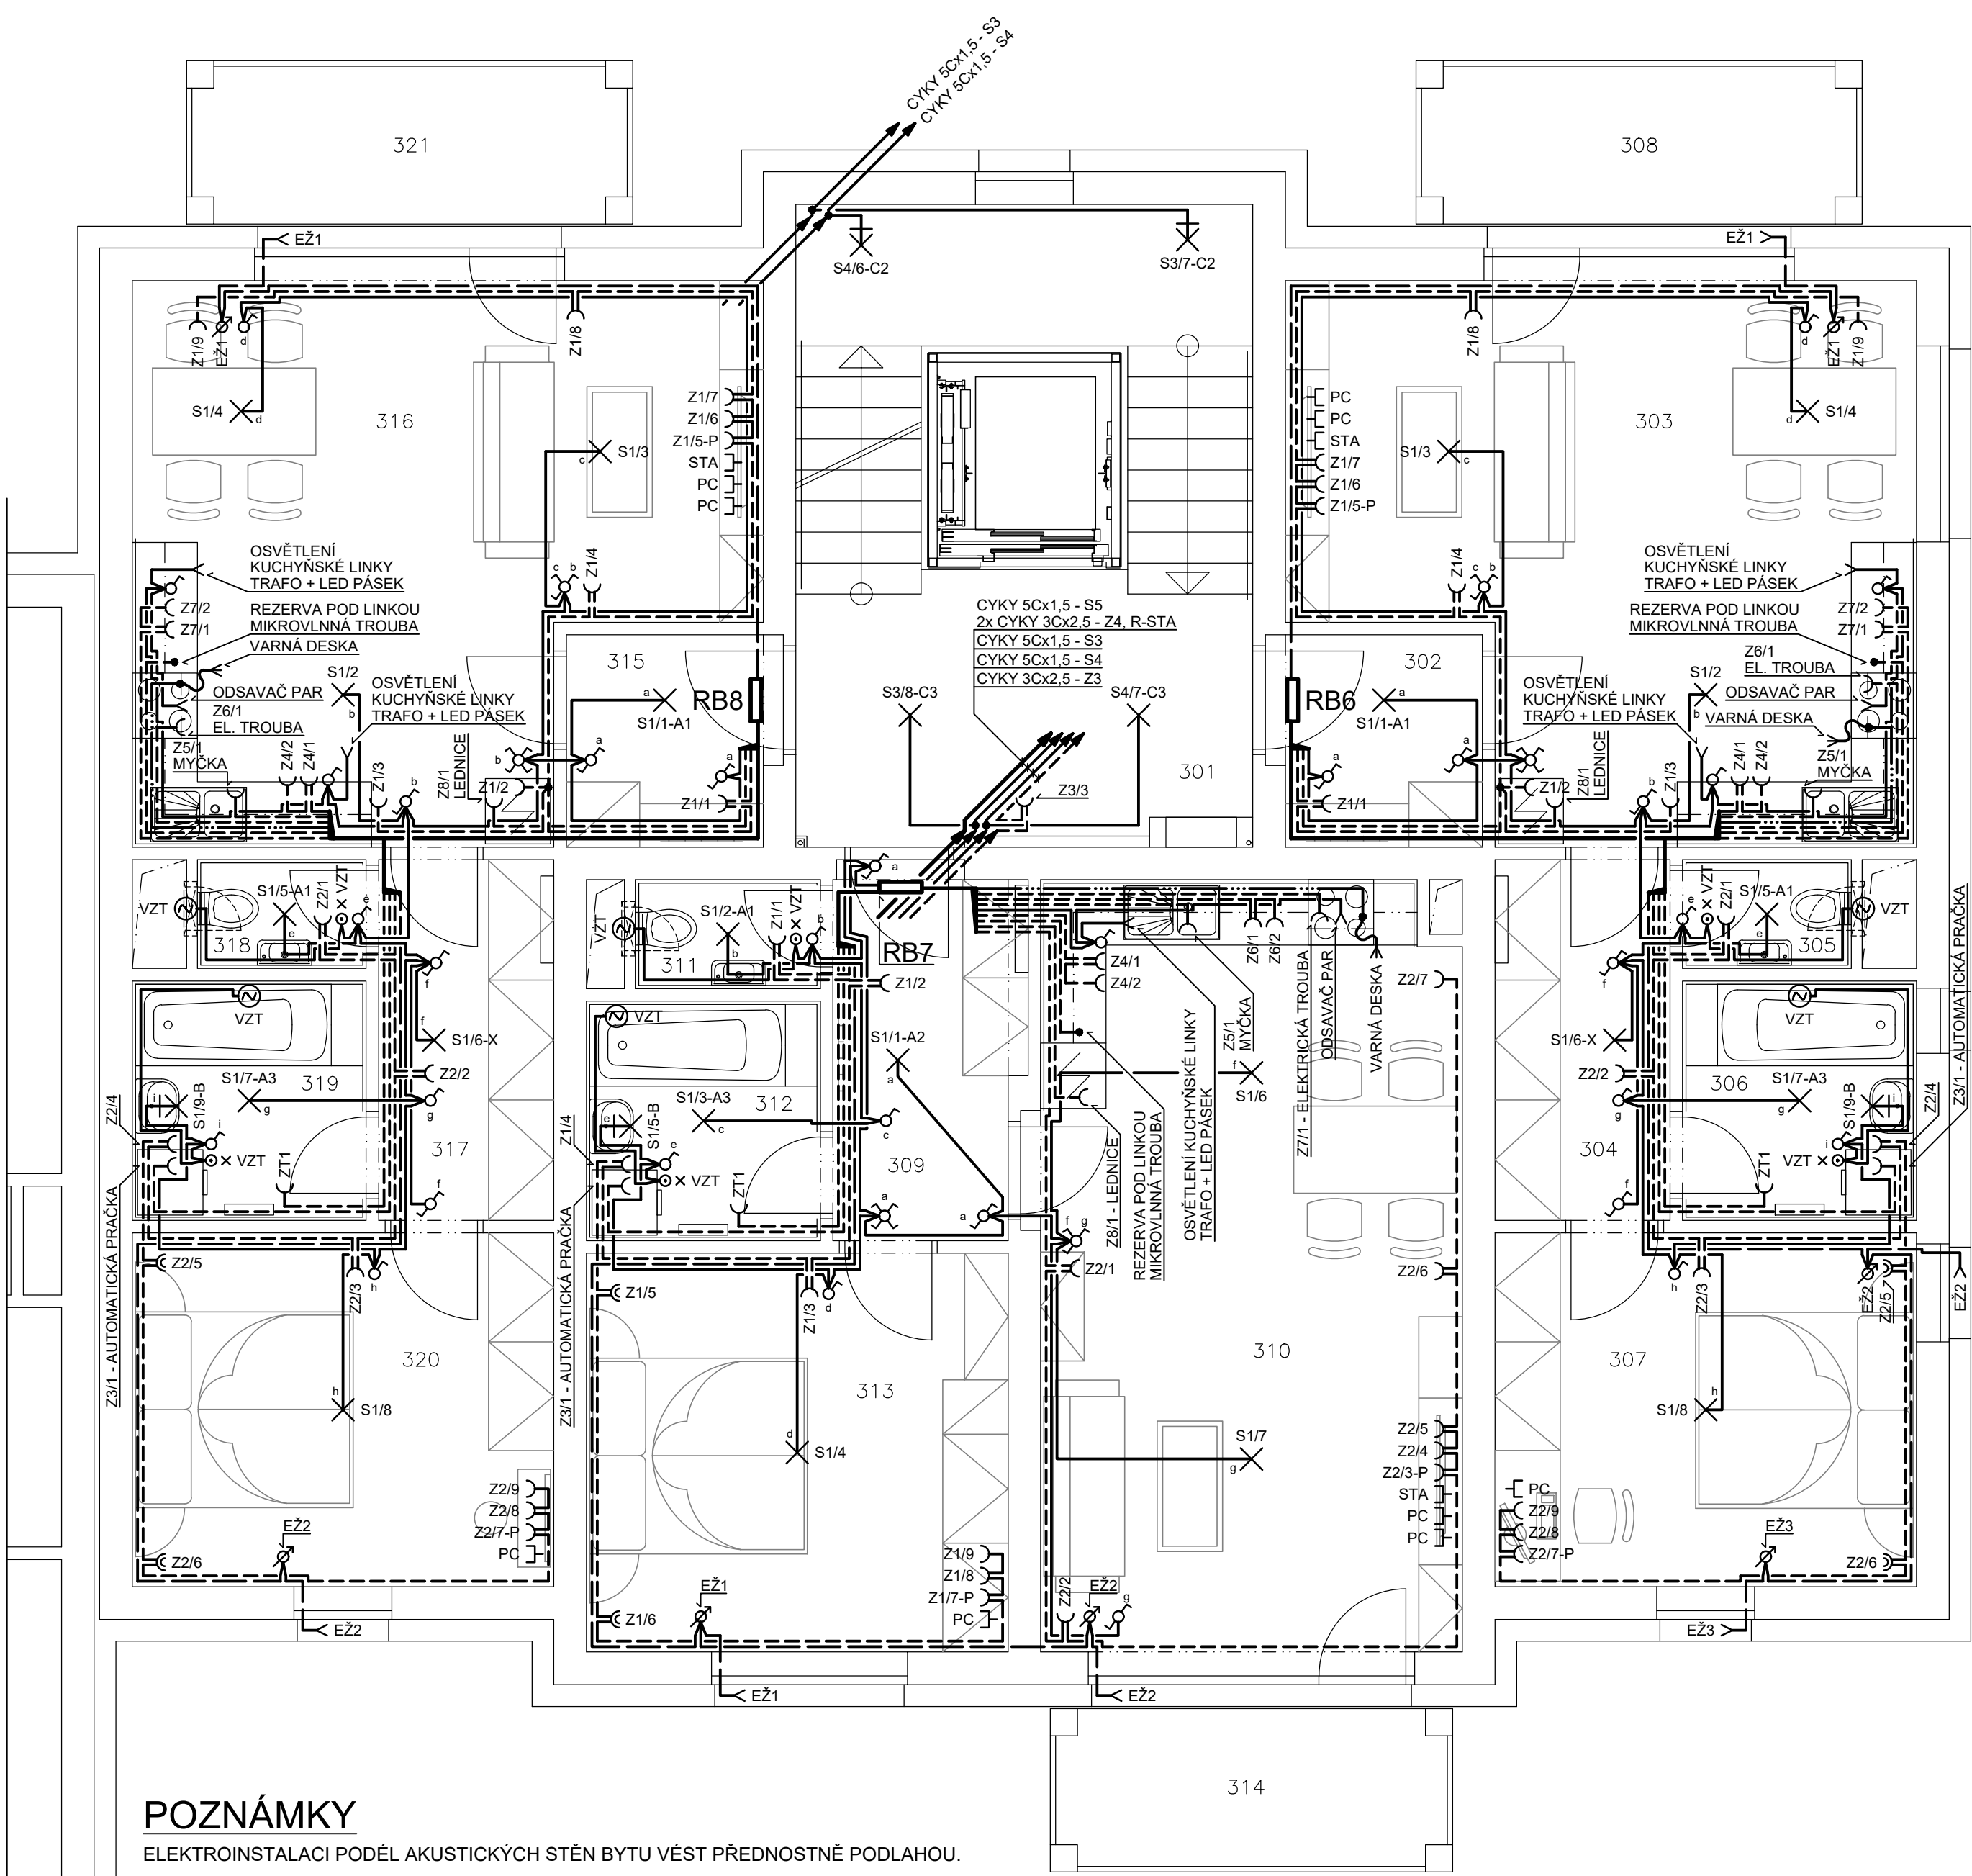 CYKY 5Cx1,5 - S3
CYKY 5Cx1,5 - S4
321
308
EŽ1
EŽ1
S4/6-C2
S3/7-C2
Z1/9
EŽ1
d
Z1/8
Z1/8
d
EŽ1
Z1/9
S1/4
d
316
Z1/7
Z1/6
Z1/5-P
STA
PC
PC
c
S1/3
PC
PC
STA
Z1/7
Z1/6
Z1/5-P
S1/3
c
303
d
S1/4
OSVĚTLENÍ
KUCHYŇSKÉ LINKY
TRAFO + LED PÁSEK
c
b
Z1/4
Z7/2
Z7/1
REZERVA POD LINKOU
MIKROVLNNÁ TROUBA
VARNÁ DESKA
S1/2
b
ODSAVAČ PAR
Z6/1
EL. TROUBA
Z5/1
MYČKA
Z4/2
Z4/1
OSVĚTLENÍ
KUCHYŇSKÉ LINKY
TRAFO + LED PÁSEK
Z1/3
b
Z8/1
LEDNICE
Z1/2
b
315
a
S1/1-A1
RB8
a
a
Z1/1
CYKY 5Cx1,5 - S5
2x CYKY 3Cx2,5 - Z4, R-STA
CYKY 5Cx1,5 - S3
CYKY 5Cx1,5 - S4
CYKY 3Cx2,5 - Z3
S3/8-C3
S4/7-C3
301
Z3/3
302
RB6
a
S1/1-A1
a
a
Z1/1
Z1/4
c
b
OSVĚTLENÍ
KUCHYŇSKÉ LINKY
TRAFO + LED PÁSEK
REZERVA POD LINKOU
MIKROVLNNÁ TROUBA
Z7/2
Z7/1
Z6/1
EL. TROUBA
S1/2
b
ODSAVAČ PAR
VARNÁ DESKA
OSVĚTLENÍ
KUCHYŇSKÉ LINKY
TRAFO + LED PÁSEK
Z5/1
MYČKA
Z4/1
Z4/2
Z1/2
Z8/1
LEDNICE
b
Z1/3
VZT
318
S1/5-A1
e
Z2/1
VZT
e
f
f
S1/6-X
VZT
319
S1/7-A3
g
g
Z2/2
S1/9-B
i
i
VZT
ZT1
317
f
Z2/4
Z3/1 - AUTOMATICKÁ PRAČKA
Z2/5
Z2/3
h
320
h
S1/8
Z2/9
Z2/8
Z2/7-P
PC
EŽ2
Z2/6
EŽ2
VZT
311
S1/2-A1
b
Z1/1
VZT
b
a
RB7
Z1/2
S1/1-A2
a
VZT
312
S1/3-A3
c
c
309
S1/5-B
e
e
VZT
ZT1
a
a
Z1/4
Z3/1 - AUTOMATICKÁ PRAČKA
Z1/5
Z1/3
d
313
d
S1/4
Z1/9
Z1/8
Z1/7-P
PC
EŽ1
Z1/6
EŽ1
Z4/1
Z4/2
Z6/1
Z6/2
Z5/1
MYČKA
Z7/1 - ELEKTRICKÁ TROUBA
ODSAVAČ PAR
VARNÁ DESKA
Z2/7
f
S1/6
Z8/1 - LEDNICE
REZERVA POD LINKOU
MIKROVLNNÁ TROUBA
OSVĚTLENÍ KUCHYŇSKÉ LINKY
TRAFO + LED PÁSEK
f
g
Z2/1
Z2/6
310
S1/7
g
Z2/5
Z2/4
Z2/3-P
STA
PC
PC
Z2/2
EŽ2
g
EŽ2
e
VZT
Z2/1
S1/5-A1
e
305
VZT
f
S1/6-X
Z2/2
g
VZT
306
S1/7-A3
g
S1/9-B
i
i
VZT
ZT1
304
f
Z2/4
Z3/1 - AUTOMATICKÁ PRAČKA
h
Z2/3
EŽ2
Z2/5
EŽ2
307
h
S1/8
PC
Z2/9
Z2/8
Z2/7-P
EŽ3
Z2/6
EŽ3
314
POZNÁMKY
ELEKTROINSTALACI PODÉL AKUSTICKÝCH STĚN BYTU VÉST PŘEDNOSTNĚ PODLAHOU.